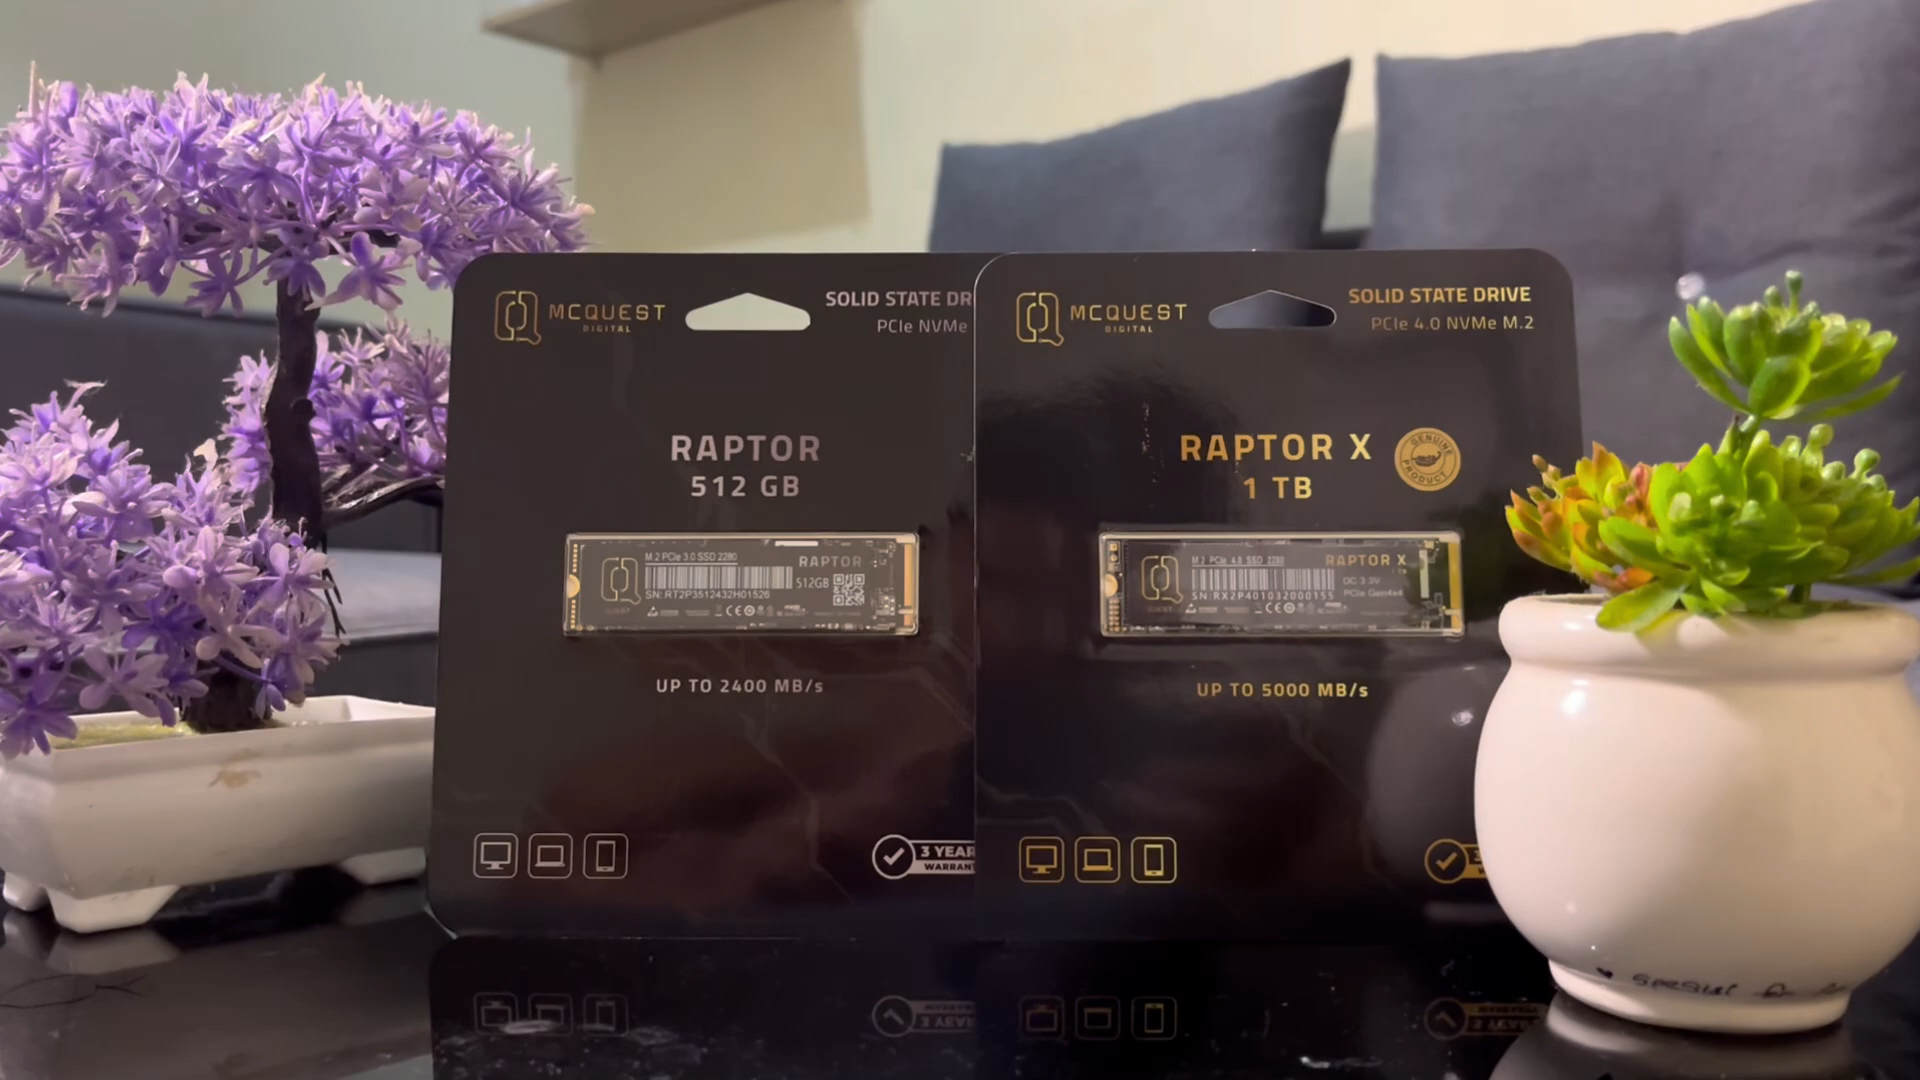 MCQUEST
DIGITAL
SOLID STATE DR
PCIe NVMe
RAPTOR
512 GB
M.2 PCIe 3.0 SSD 2280
RAPTOR
512GB
SN: RT2P3512432H01526
QUEST
UP TO 2400 MB/s
3 YEAR
WARRAN
MCQUEST
DIGITAL
SOLID STATE DRIVE
PCIe 4.0 NVMe M.2
RAPTOR X
1 TB
GENUINE
PRODUCT
M.2 PCIe 4.0 SSD 2280
RAPTOR X
DC 3.3V
PCIe Gen4x4
SN RX2P401032000155
UP TO 5000 MB/s
3